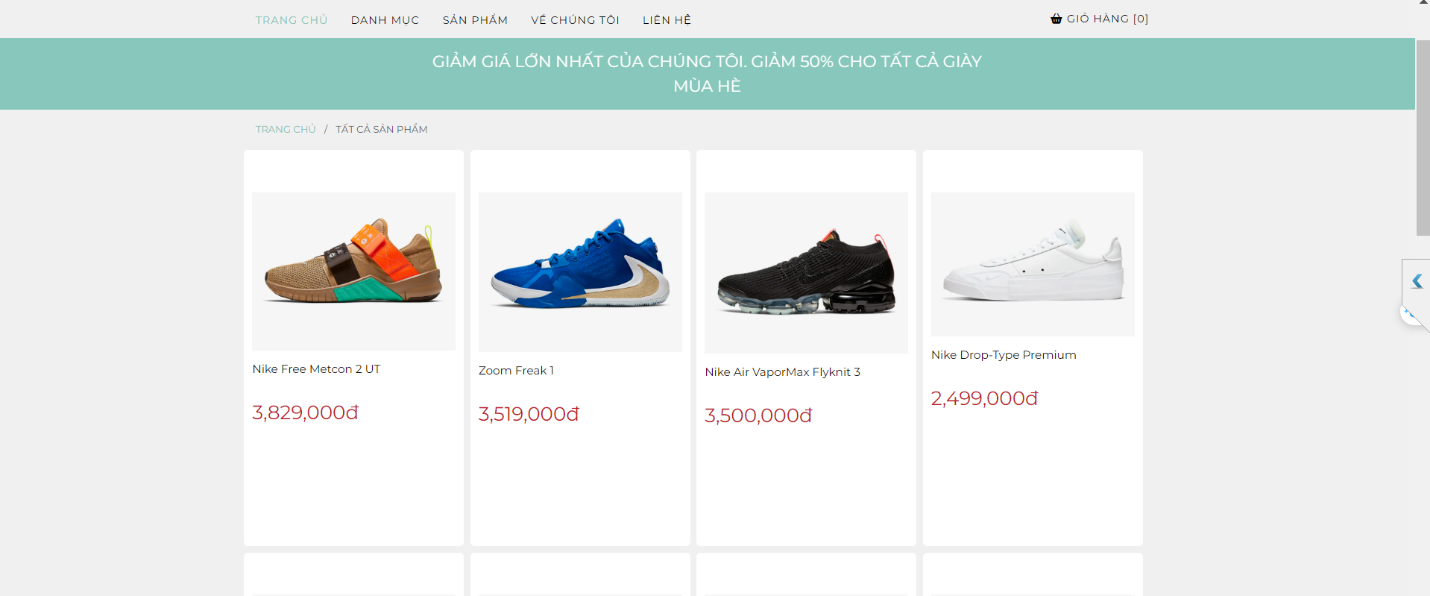 TRANG CHỦ DANH MỤC SẢN PHẨM VỀ CHÚNG TÔI LIÊN HỆ GIỎ HÀNG [0]
GIẢM GIÁ LỚN NHẤT CỦA CHÚNG TÔI. GIẢM 50% CHO TẤT CẢ GIÀY
MÙA HÈ
TRANG CHỦ / TẤT CẢ SẢN PHẨM
Nike Free Metcon 2 UT
3,829,000đ
Zoom Freak 1
3,519,000đ
Nike Air VaporMax Flyknit 3
3,500,000đ
Nike Drop-Type Premium
2,499,000đ